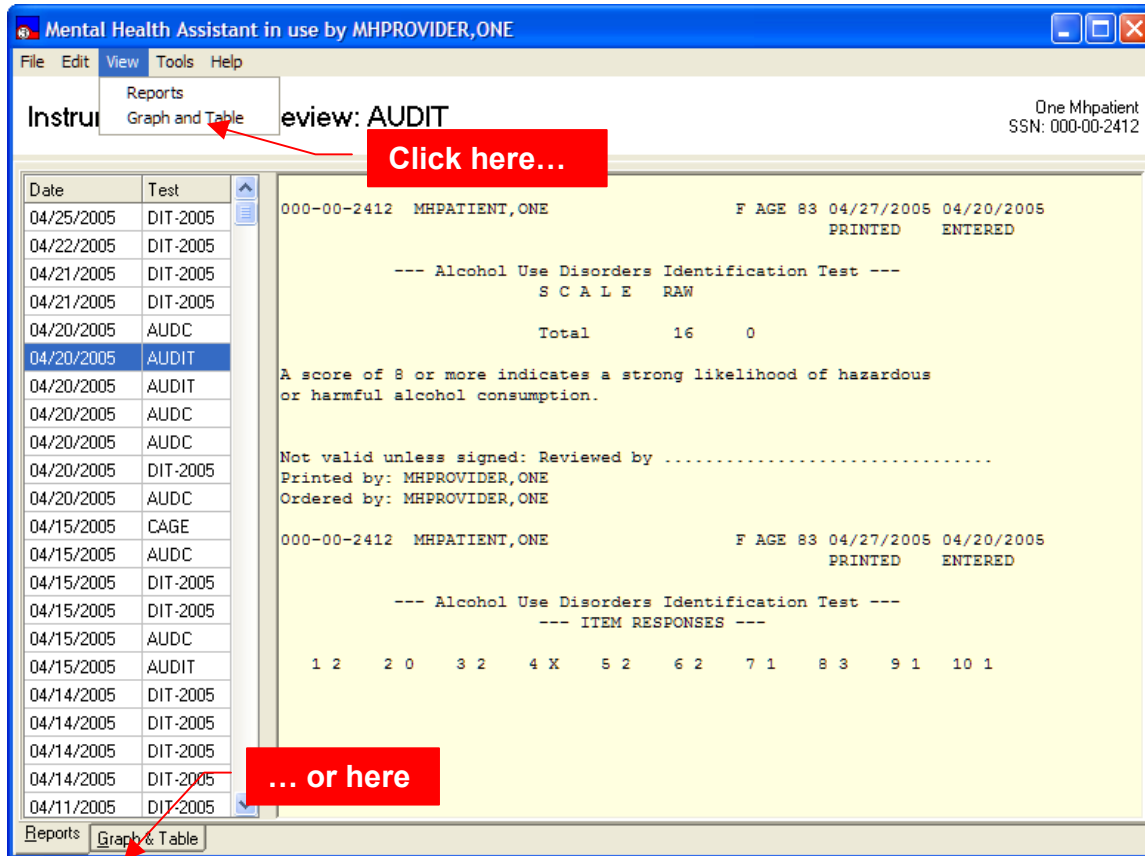 Mental Health Assistant in use by MHPROVIDER,ONE
File Edit View Tools Help
Reports
Graph and Table
Instru
eview: AUDIT
One Mhpatient
SSN: 000-00-2412
Click here…
Date Test
04/25/2005 DIT-2005
04/22/2005 DIT-2005
04/21/2005 DIT-2005
04/21/2005 DIT-2005
04/20/2005 AUDC
04/20/2005 AUDIT
04/20/2005 AUDIT
04/20/2005 AUDC
04/20/2005 AUDC
04/20/2005 DIT-2005
04/20/2005 AUDC
04/15/2005 CAGE
04/15/2005 AUDC
04/15/2005 DIT-2005
04/15/2005 DIT-2005
04/15/2005 AUDC
04/15/2005 AUDIT
04/14/2005 DIT-2005
04/14/2005 DIT-2005
04/14/2005 DIT-2005
04/14/2005 DIT-2005
04/11/2005 DIT-2005
000-00-2412 MHPATIENT,ONE F AGE 83 04/27/2005 04/20/2005
PRINTED ENTERED
--- Alcohol Use Disorders Identification Test ---
S C A L E RAW
Total 16 0
A score of 8 or more indicates a strong likelihood of hazardous
or harmful alcohol consumption.
Not valid unless signed: Reviewed by ................................
Printed by: MHPROVIDER,ONE
Ordered by: MHPROVIDER,ONE
000-00-2412 MHPATIENT,ONE F AGE 83 04/27/2005 04/20/2005
PRINTED ENTERED
--- Alcohol Use Disorders Identification Test ---
--- ITEM RESPONSES ---
1 2 2 0 3 2 4 X 5 2 6 2 7 1 8 3 9 1 10 1
… or here
Reports Graph & Table